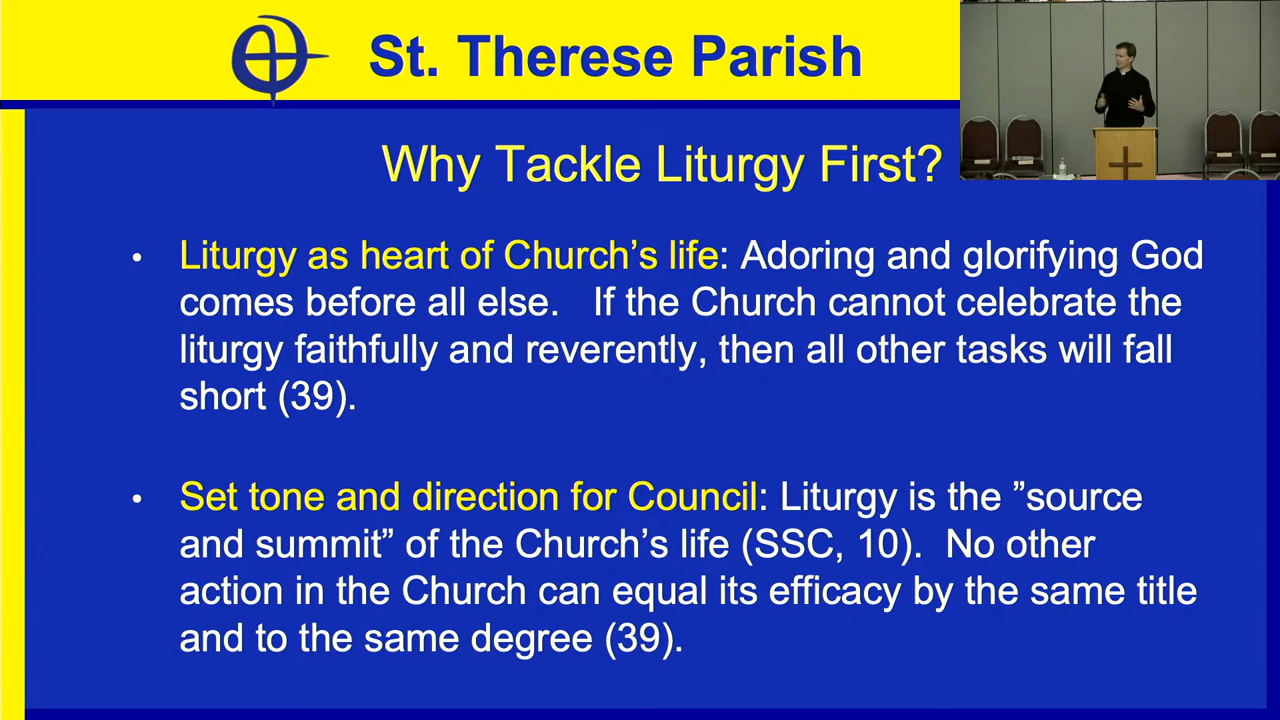 St. Therese Parish
Why Tackle Liturgy First?
• Liturgy as heart of Church’s life: Adoring and glorifying God
comes before all else. If the Church cannot celebrate the
liturgy faithfully and reverently, then all other tasks will fall
short (39).
• Set tone and direction for Council: Liturgy is the ”source
and summit” of the Church’s life (SSC, 10). No other
action in the Church can equal its efficacy by the same title
and to the same degree (39).